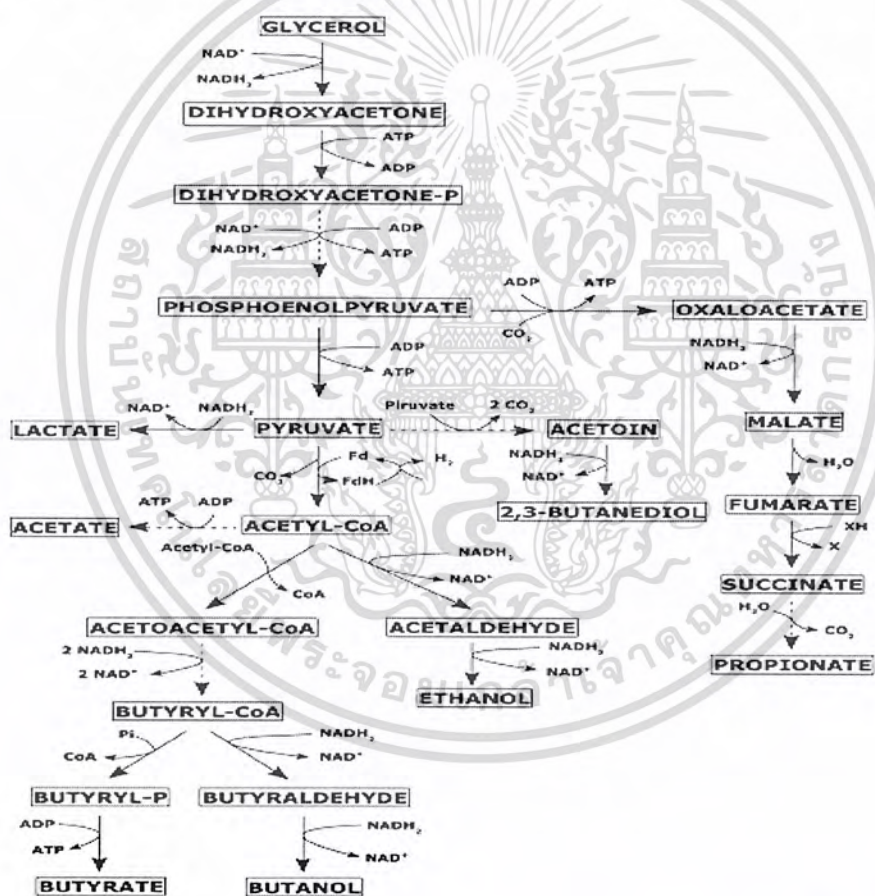 GLYCEROL
NAD⁺
NADH₂
DIHYDROXYACETONE
ATP
ADP
DIHYDROXYACETONE-P
NAD⁺ ADP
NADH₂ ATP
ADP ATP
PHOSPHOENOLPYRUVATE OXALOACETATE
CO₂
ADP
ATP
NADH₂
NAD⁺
NAD⁺ NADH₂ Piruvate 2 CO₂
LACTATE PYRUVATE ACETOIN MALATE
CO₂ Fd H₂
FdH
NADH₂
NAD⁺
H₂O
ATP ADP
ACETATE ACETYL-CoA 2,3-BUTANEDIOL FUMARATE
Acetyl-CoA
CoA
NADH₂
NAD⁺
XH
X
SUCCINATE
ACETOACETYL-CoA ACETALDEHYDE
H₂O
CO₂
2 NADH₂
2 NAD⁺
NADH₂
NAD⁺
PROPIONATE
BUTYRYL-CoA ETHANOL
Pi
CoA
NADH₂
NAD⁺
BUTYRYL-P BUTYRALDEHYDE
ADP
ATP
NADH₂
NAD⁺
BUTYRATE BUTANOL